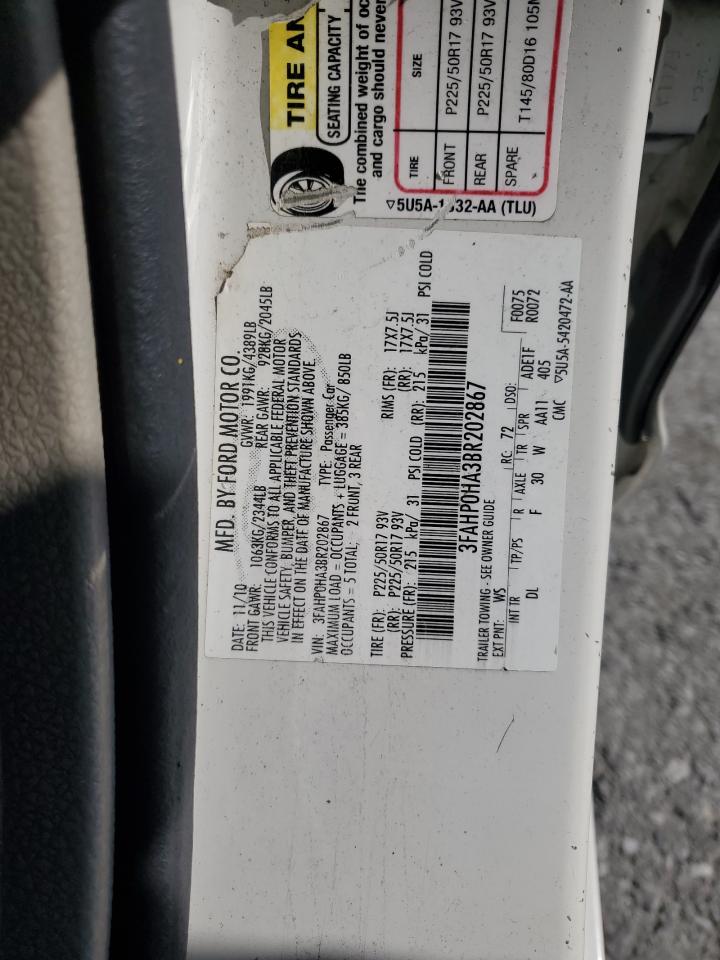 TIRE AN
SEATING CAPACITY
The combined weight of oc
and cargo should never
TIRE SIZE
FRONT P225/50R17 93V
REAR P225/50R17 93V
SPARE T145/80D16 105M
(TLU)
MFD. BY FORD MOTOR CO.
DATE: 11/10 GVWR: 1991KG/4389LB
FRONT GAWR: 1063KG/2344LB REAR GAWR: 928KG/2045LB
THIS VEHICLE CONFORMS TO ALL APPLICABLE FEDERAL MOTOR
VEHICLE SAFETY, BUMPER, AND THEFT PREVENTION STANDARDS
IN EFFECT ON THE DATE OF MANUFACTURE SHOWN ABOVE.
VIN: 3FAHP0HA3BR202867 TYPE: Passenger Car
MAXIMUM LOAD = OCCUPANTS + LUGGAGE = 385KG/ 850LB
OCCUPANTS = 5 TOTAL; 2 FRONT, 3 REAR
TIRE (FR): P225/50R17 93V RIMS (FR): 17X7.5J
(RR): P225/50R17 93V (RR): 17X7.5J
PRESSURE (FR): 215 kPa/ 31 PSI COLD (RR): 215 kPa/ 31 PSI COLD
3FAHP0HA3BR202867
TRAILER TOWING - SEE OWNER GUIDE
EXT PNT: WS RC: 72 DSO: F0075
R0072
INT TR TP/PS R AXLE TR SPR ADE1F
DL F 30 W AA11 405
CMC ▽5U5A-5420472-AA